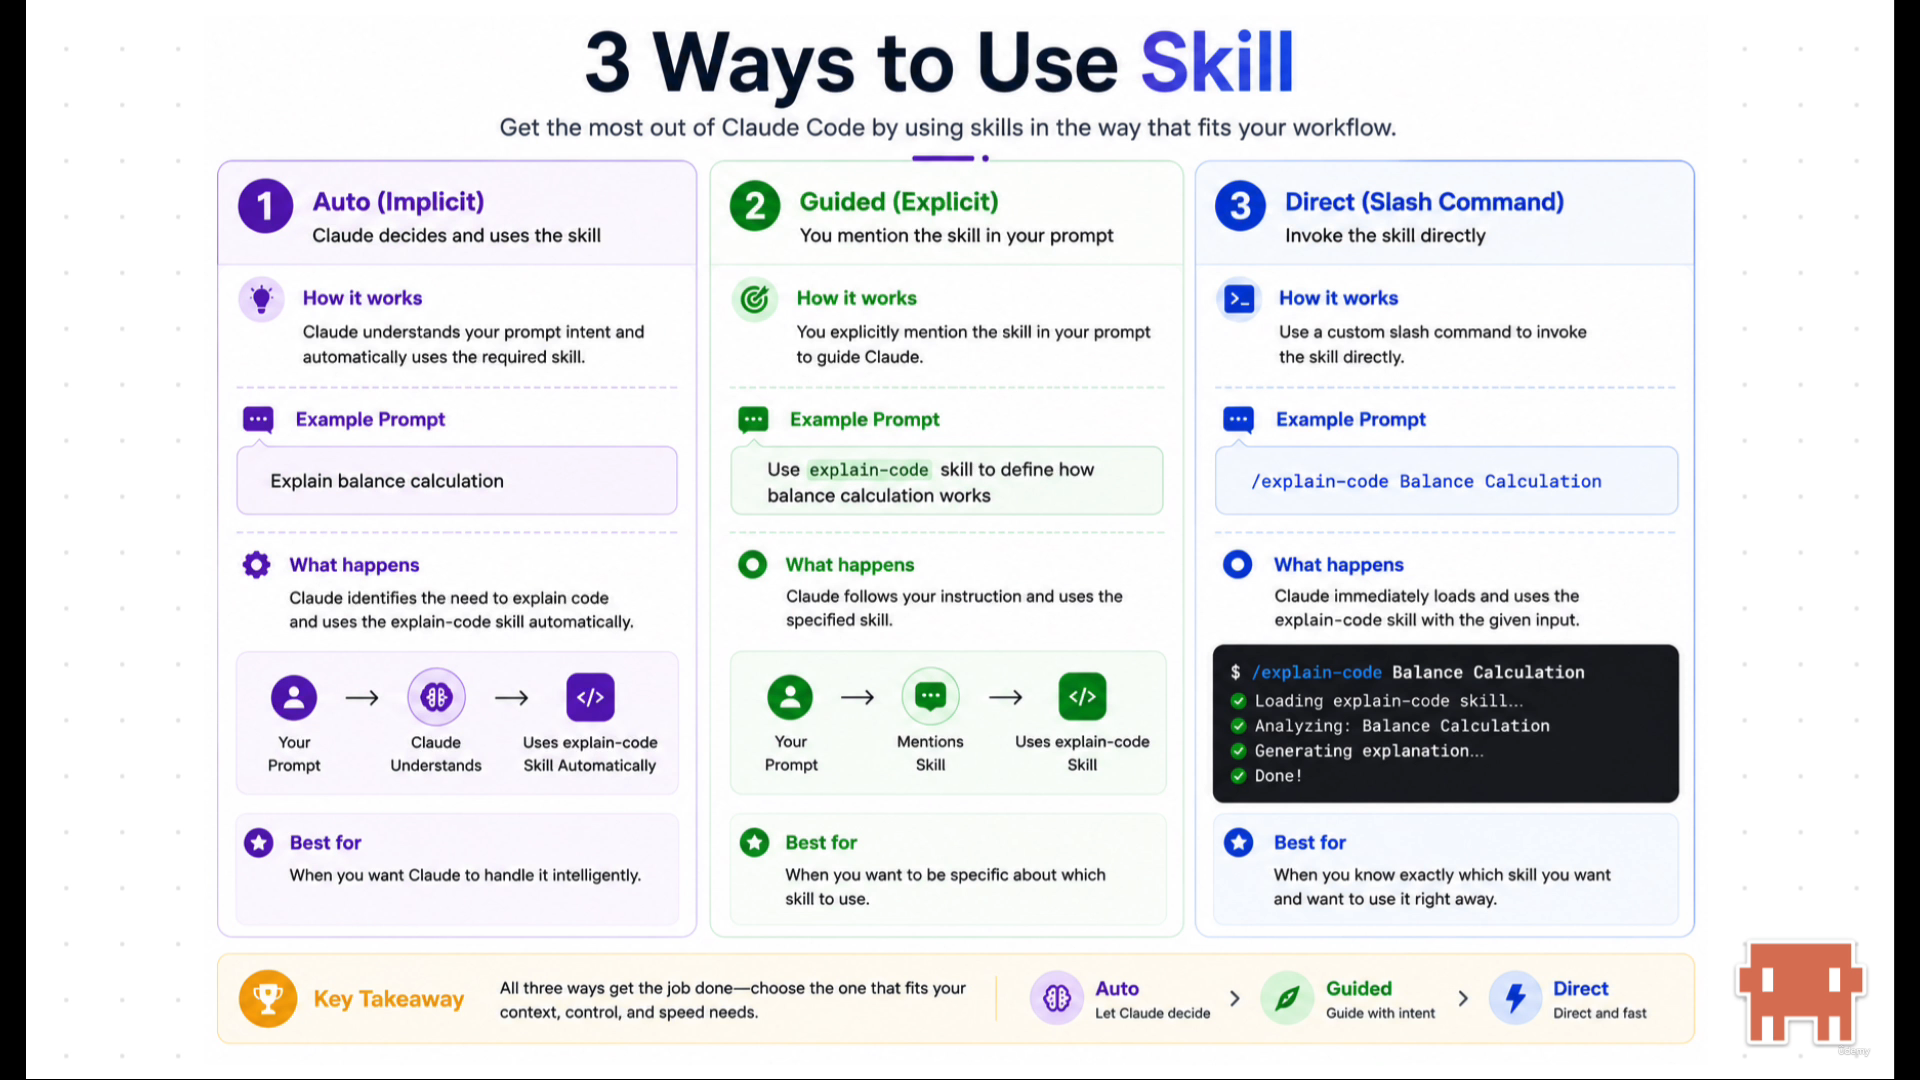 3 Ways to Use Skill
Get the most out of Claude Code by using skills in the way that fits your workflow.
1
Auto (Implicit)
Claude decides and uses the skill
How it works
Claude understands your prompt intent and
automatically uses the required skill.
Example Prompt
Explain balance calculation
What happens
Claude identifies the need to explain code
and uses the explain-code skill automatically.
</>
Your
Prompt
Claude
Understands
Uses explain-code
Skill Automatically
Best for
When you want Claude to handle it intelligently.
2
Guided (Explicit)
You mention the skill in your prompt
How it works
You explicitly mention the skill in your prompt
to guide Claude.
Example Prompt
Use explain-code skill to define how
balance calculation works
What happens
Claude follows your instruction and uses the
specified skill.
</>
Your
Prompt
Mentions
Skill
Uses explain-code
Skill
Best for
When you want to be specific about which
skill to use.
3
Direct (Slash Command)
Invoke the skill directly
How it works
>_
Use a custom slash command to invoke
the skill directly.
Example Prompt
/explain-code Balance Calculation
What happens
Claude immediately loads and uses the
explain-code skill with the given input.
$ /explain-code Balance Calculation
Loading explain-code skill...
Analyzing: Balance Calculation
Generating explanation...
Done!
Best for
When you know exactly which skill you want
and want to use it right away.
Key Takeaway
All three ways get the job done—choose the one that fits your
context, control, and speed needs.
Auto
Let Claude decide
>
Guided
Guide with intent
>
Direct
Direct and fast
Udemy